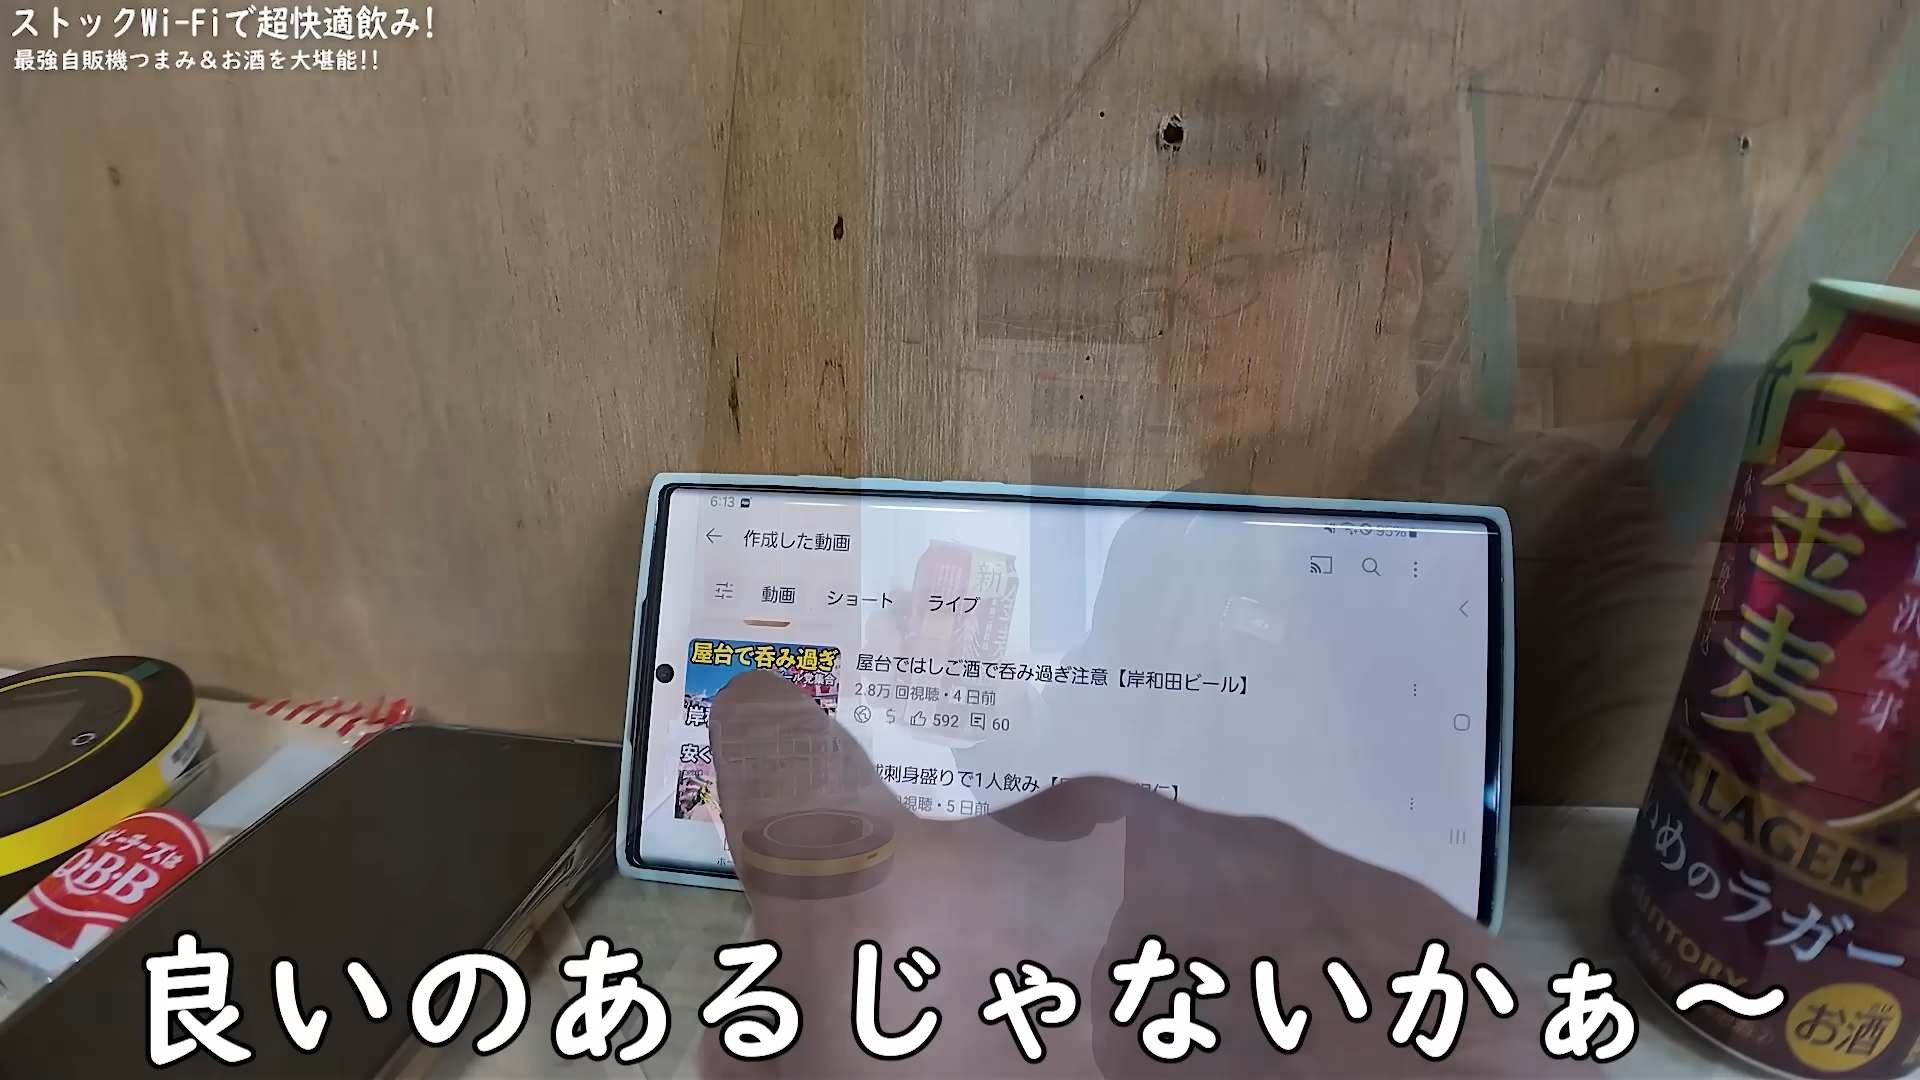 ストックWi-Fiで超快適飲み!
最強自販機つまみ&お酒を大堪能!!
6:13
95%
作成した動画
動画 ショート ライブ
屋台で呑み過ぎ
屋台ではしご酒で呑み過ぎ注意【岸和田ビール】
2.8万 回視聴・4 日前
592 60
安く
刺身盛りで1人飲み【
回視聴・5 日前
金麦
LAGER
めのラガー
SUNTORY
お酒
ビーチーズは
Q・B・B
良いのあるじゃないかぁ～